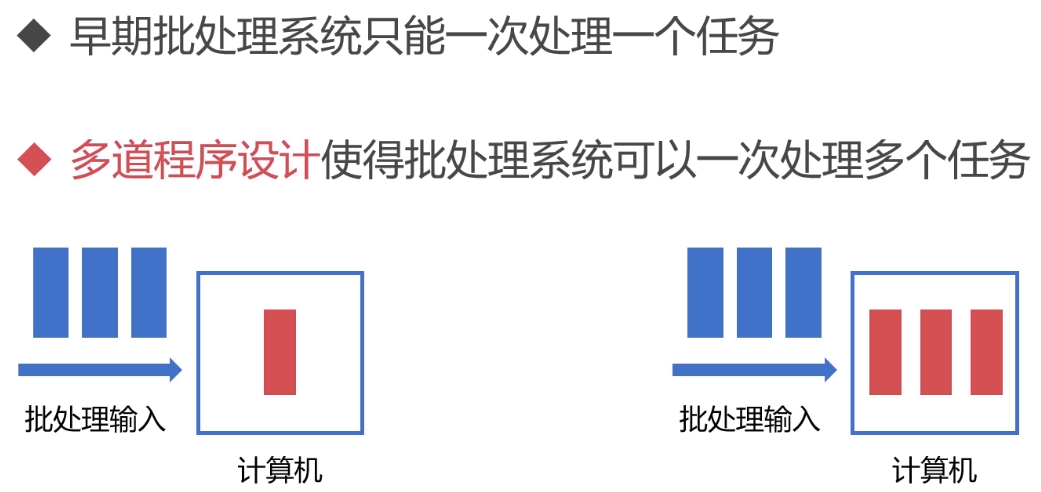 早期批处理系统只能一次处理一个任务
多道程序设计使得批处理系统可以一次处理多个任务
批处理输入
计算机
批处理输入
计算机